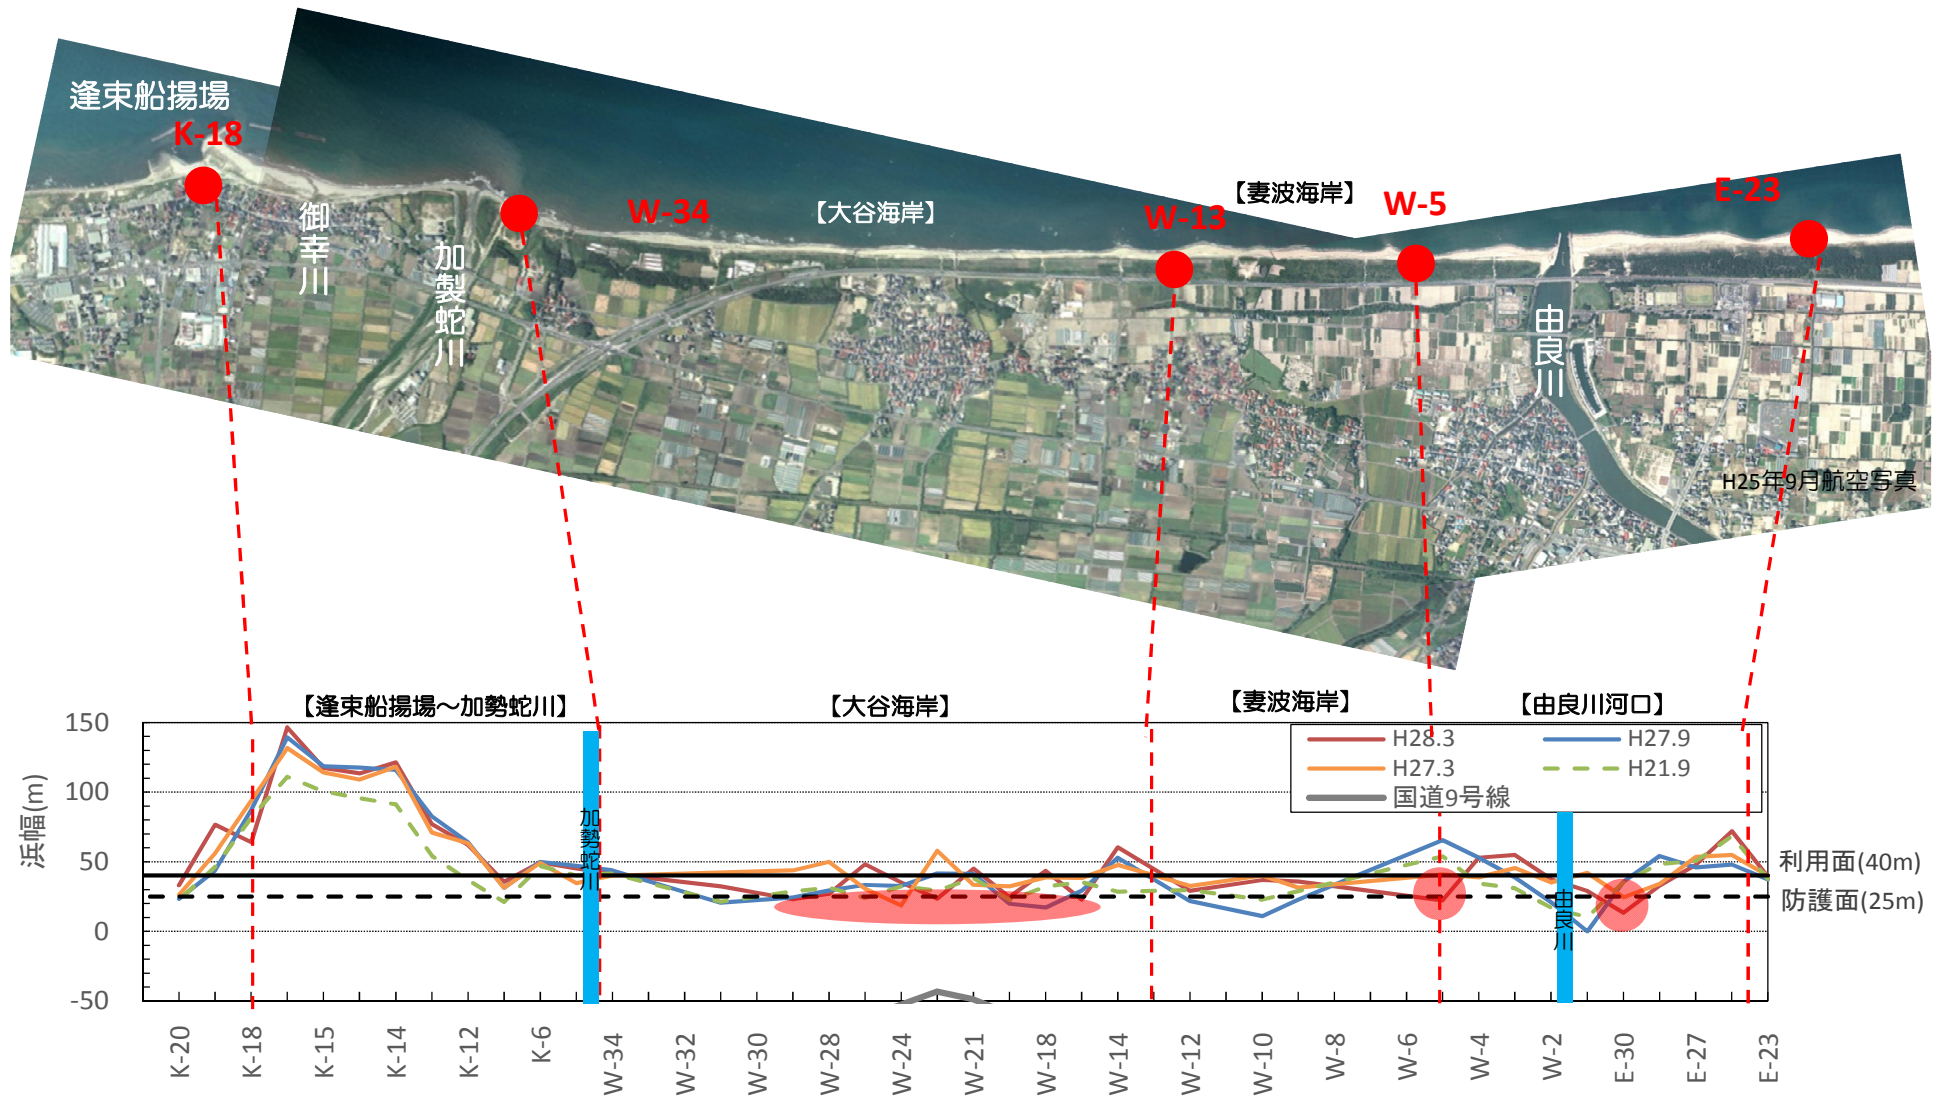 逢束船揚場
K-18
御幸川
加製蛇川
W-34
【大谷海岸】
W-13
【妻波海岸】
W-5
E-23
由良川
H25年9月航空写真
【逢束船揚場～加勢蛇川】
【大谷海岸】
【妻波海岸】
【由良川河口】
H28.3
H27.9
H27.3
H21.9
国道9号線
浜幅(m)
150
100
50
0
-50
加勢蛇川
由良川
利用面(40m)
防護面(25m)
K-20
K-18
K-15
K-14
K-12
K-6
W-34
W-32
W-30
W-28
W-24
W-21
W-18
W-14
W-12
W-10
W-8
W-6
W-4
W-2
E-30
E-27
E-23